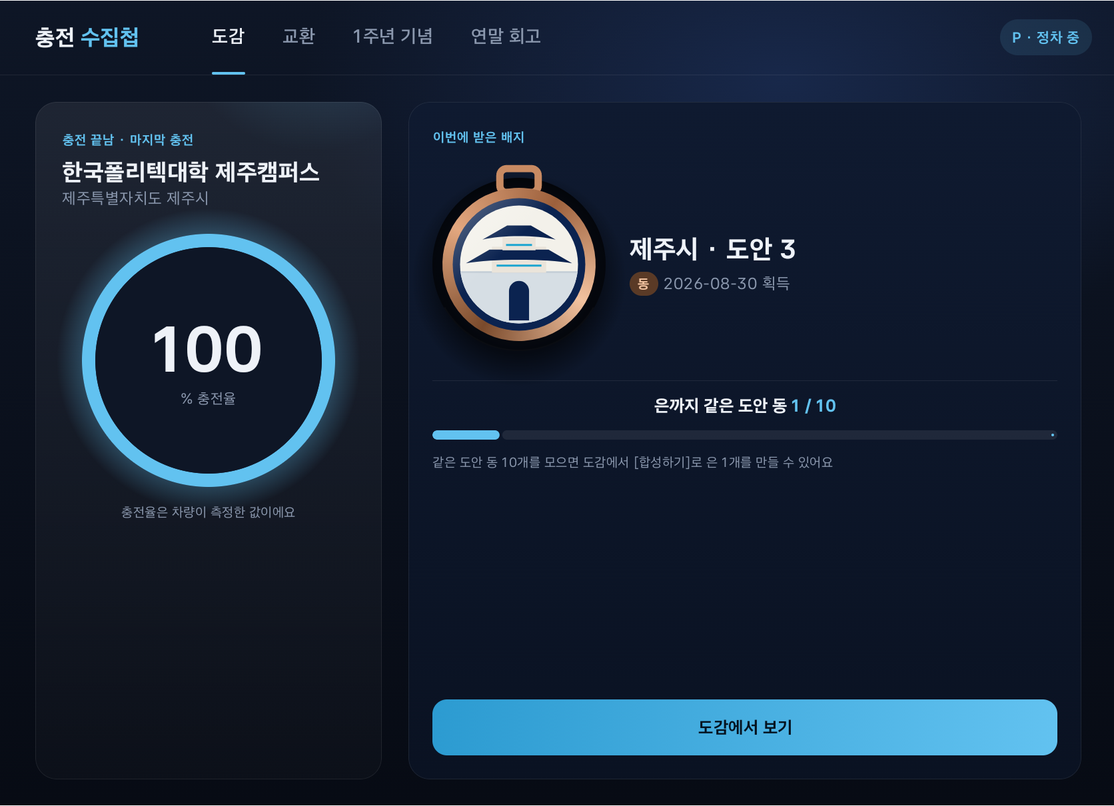 충전 수집첩
도감
교환
1주년 기념
연말 회고
P · 정차 중
충전 끝남 · 마지막 충전
한국폴리텍대학 제주캠퍼스
제주특별자치도 제주시
100
% 충전율
충전율은 차량이 측정한 값이에요
이번에 받은 배지
제주시 · 도안 3
동 2026-08-30 획득
은까지 같은 도안 동 1 / 10
같은 도안 동 10개를 모으면 도감에서 [합성하기]로 은 1개를 만들 수 있어요
도감에서 보기